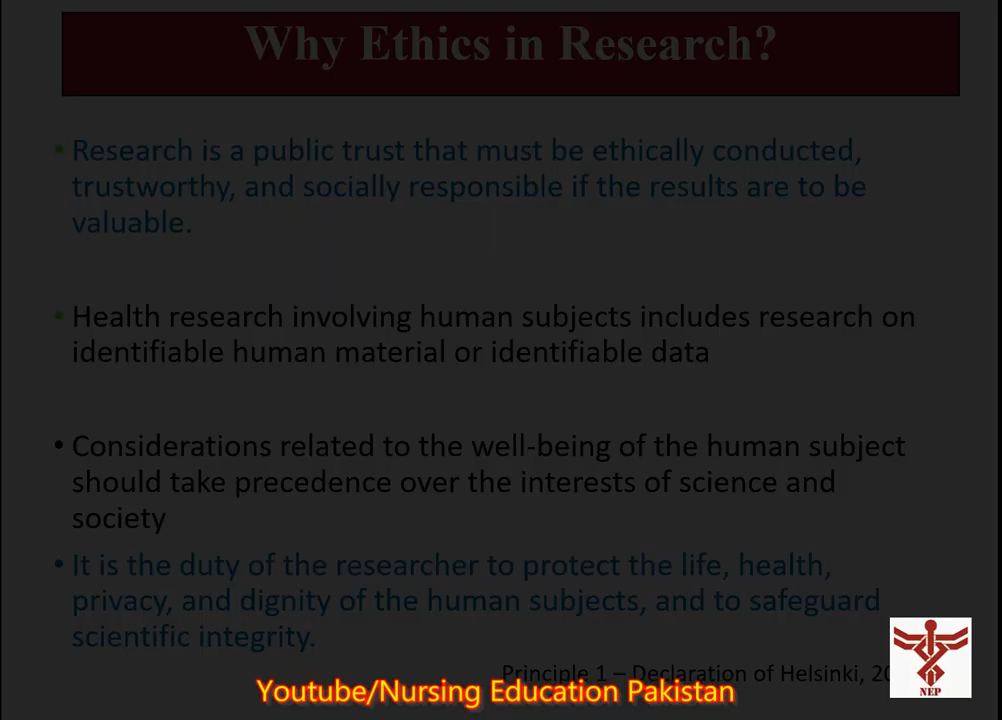 Why Ethics in Research?
• Research is a public trust that must be ethically conducted,
trustworthy, and socially responsible if the results are to be
valuable.
• Health research involving human subjects includes research on
identifiable human material or identifiable data
• Considerations related to the well-being of the human subject
should take precedence over the interests of science and
society
• It is the duty of the researcher to protect the life, health,
privacy, and dignity of the human subjects, and to safeguard
scientific integrity.
Principle 1 – Declaration of Helsinki,
Youtube/Nursing Education Pakistan
NEP